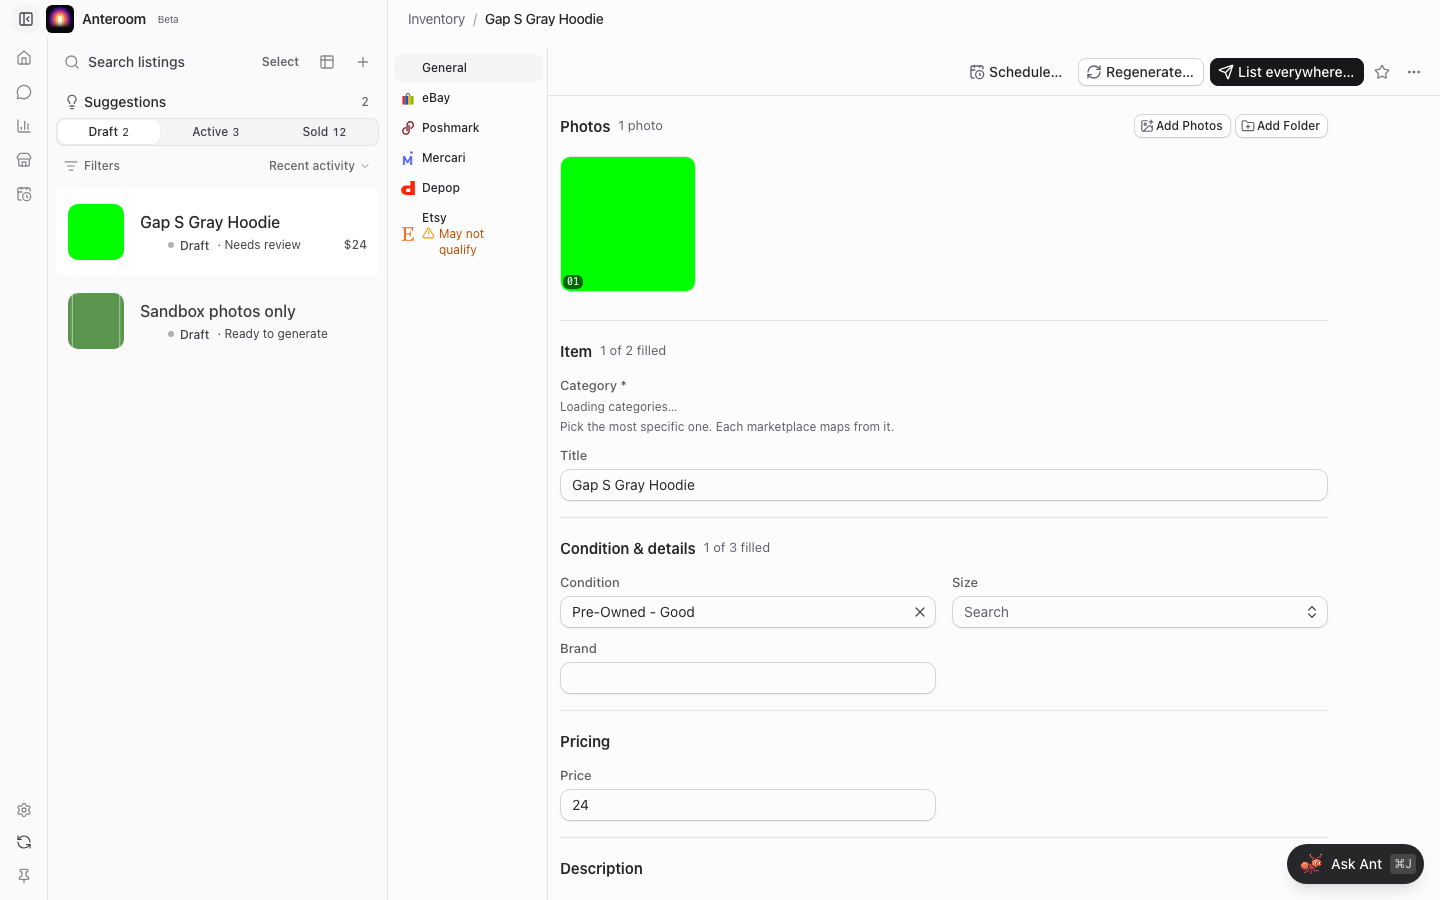 Anteroom Beta
Inventory / Gap S Gray Hoodie
Search listings
Select
Suggestions 2
Draft 2
Active 3
Sold 12
Filters
Recent activity
Gap S Gray Hoodie
Draft · Needs review $24
Sandbox photos only
Draft · Ready to generate
General
eBay
Poshmark
Mercari
Depop
Etsy
May not
qualify
Schedule...
Regenerate...
List everywhere...
Photos 1 photo
Add Photos
Add Folder
01
Item 1 of 2 filled
Category *
Loading categories...
Pick the most specific one. Each marketplace maps from it.
Title
Gap S Gray Hoodie
Condition & details 1 of 3 filled
Condition
Pre-Owned - Good
Size
Search
Brand
Pricing
Price
24
Description
Ask Ant ⌘J